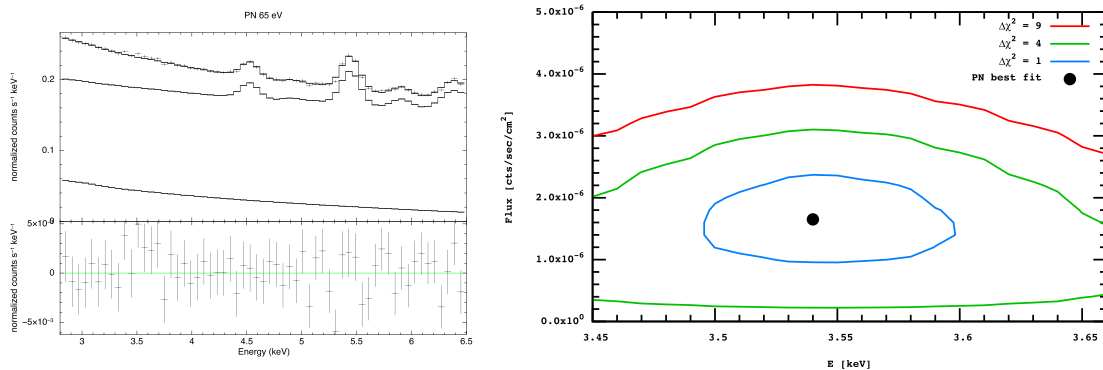 PN 65 eV
normalized counts s⁻¹ keV⁻¹
0.2
0.1
0
normalized counts s⁻¹ keV⁻¹
5×10⁻³
0
−5×10⁻³
3 3.5 4 4.5 5 5.5 6 6.5
Energy (keV)
Flux [cts/sec/cm²]
5.0x10⁻⁶
4.0x10⁻⁶
3.0x10⁻⁶
2.0x10⁻⁶
1.0x10⁻⁶
0.0x10⁰
Δχ² = 9
Δχ² = 4
Δχ² = 1
PN best fit
3.45 3.5 3.55 3.6 3.65
E [keV]